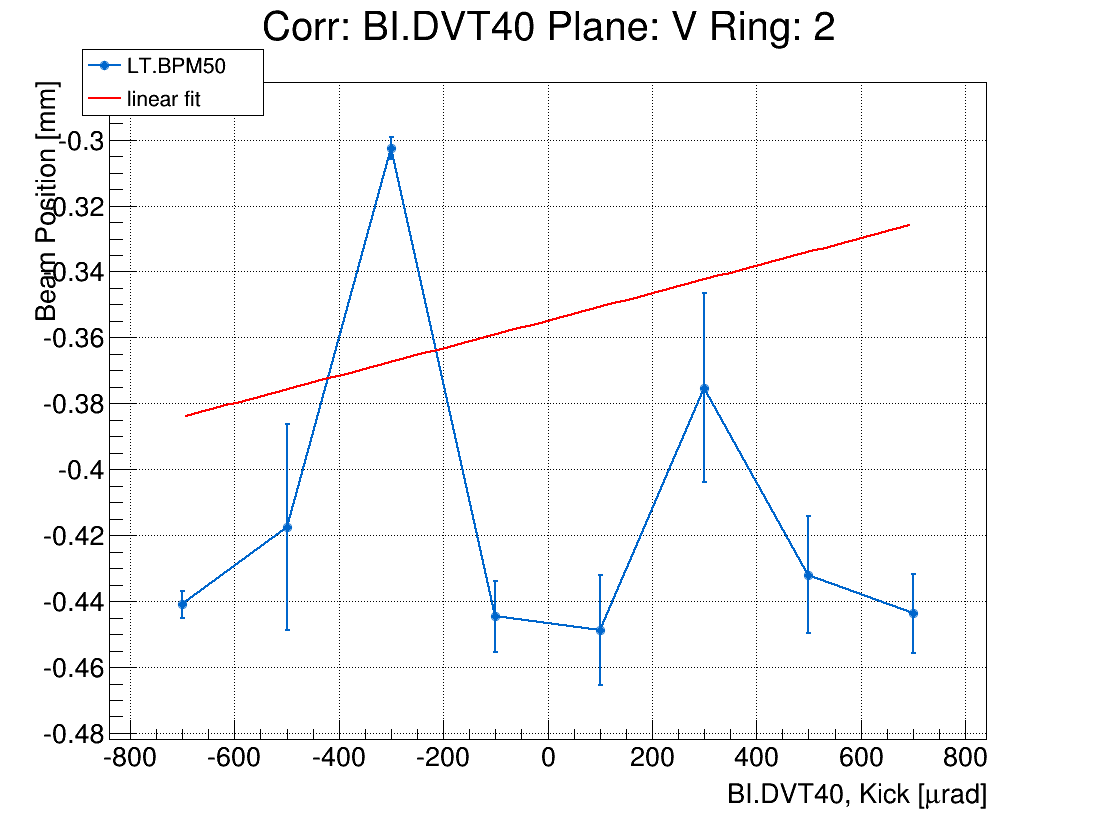 Corr: BI.DVT40 Plane: V Ring: 2
LT.BPM50
linear fit
Beam Position [mm]
-0.3
-0.32
-0.34
-0.36
-0.38
-0.4
-0.42
-0.44
-0.46
-0.48
-800 -600 -400 -200 0 200 400 600 800
BI.DVT40, Kick [μrad]